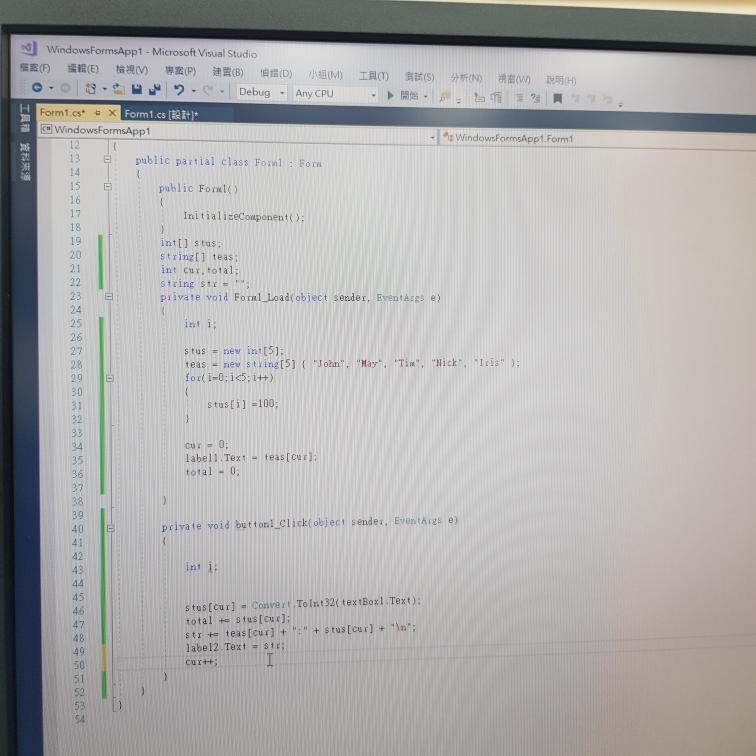 WindowsFormsApp1 - Microsoft Visual Studio
檔案(F) 編輯(E) 檢視(V) 專案(P) 建置(B) 偵錯(D) 小組(M) 工具(T) 測試(S) 分析(N) 視窗(W) 說明(H)
Debug Any CPU 開始
工具箱 資料來源
Form1.cs* Form1.cs [設計]*
C# WindowsFormsApp1 WindowsFormsApp1.Form1
12 {
13 public partial class Form1 : Form
14 {
15 public Form1()
16 {
17 InitializeComponent();
18 }
19 int[] stus;
20 string[] teas;
21 int cur,total;
22 string str = "";
23 private void Form1_Load(object sender, EventArgs e)
24 {
25 int i;
26
27 stus = new int[5];
28 teas = new string[5] { "John", "May", "Tim", "Nick", "Iris" };
29 for(i=0;i<5;i++)
30 {
31 stus[i] =100;
32 }
33
34 cur = 0;
35 label1.Text = teas[cur];
36 total = 0;
37
38 }
39
40 private void button1_Click(object sender, EventArgs e)
41 {
42
43 int j;
44
45
46 stus[cur] = Convert.ToInt32(textBox1.Text);
47 total += stus[cur];
48 str += teas[cur] + ":" + stus[cur] + "\n";
49 label2.Text = str;
50 cur++;
51 }
52 }
53 }
54